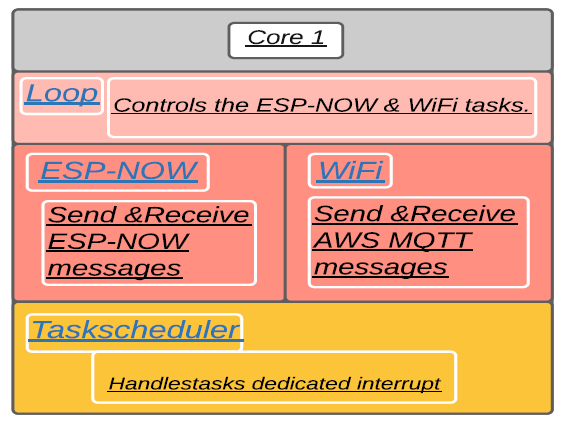 Core 1
Loop
Controls the ESP-NOW & WiFi tasks.
ESP-NOW
Send &Receive
ESP-NOW
messages
WiFi
Send &Receive
AWS MQTT
messages
Taskscheduler
Handlestasks dedicated interrupt